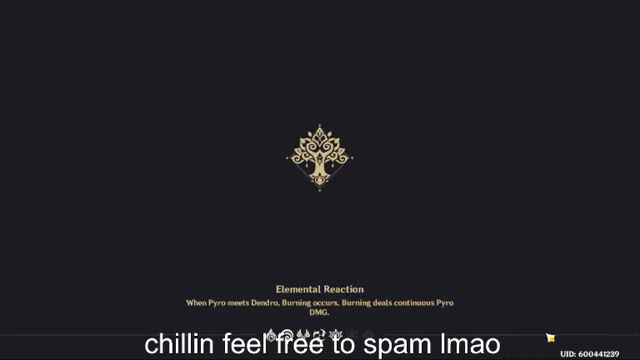 Elemental Reaction
When Pyro meets Dendro, Burning occurs. Burning deals continuous Pyro
DMG.
chillin feel free to spam lmao
UID: 600441239